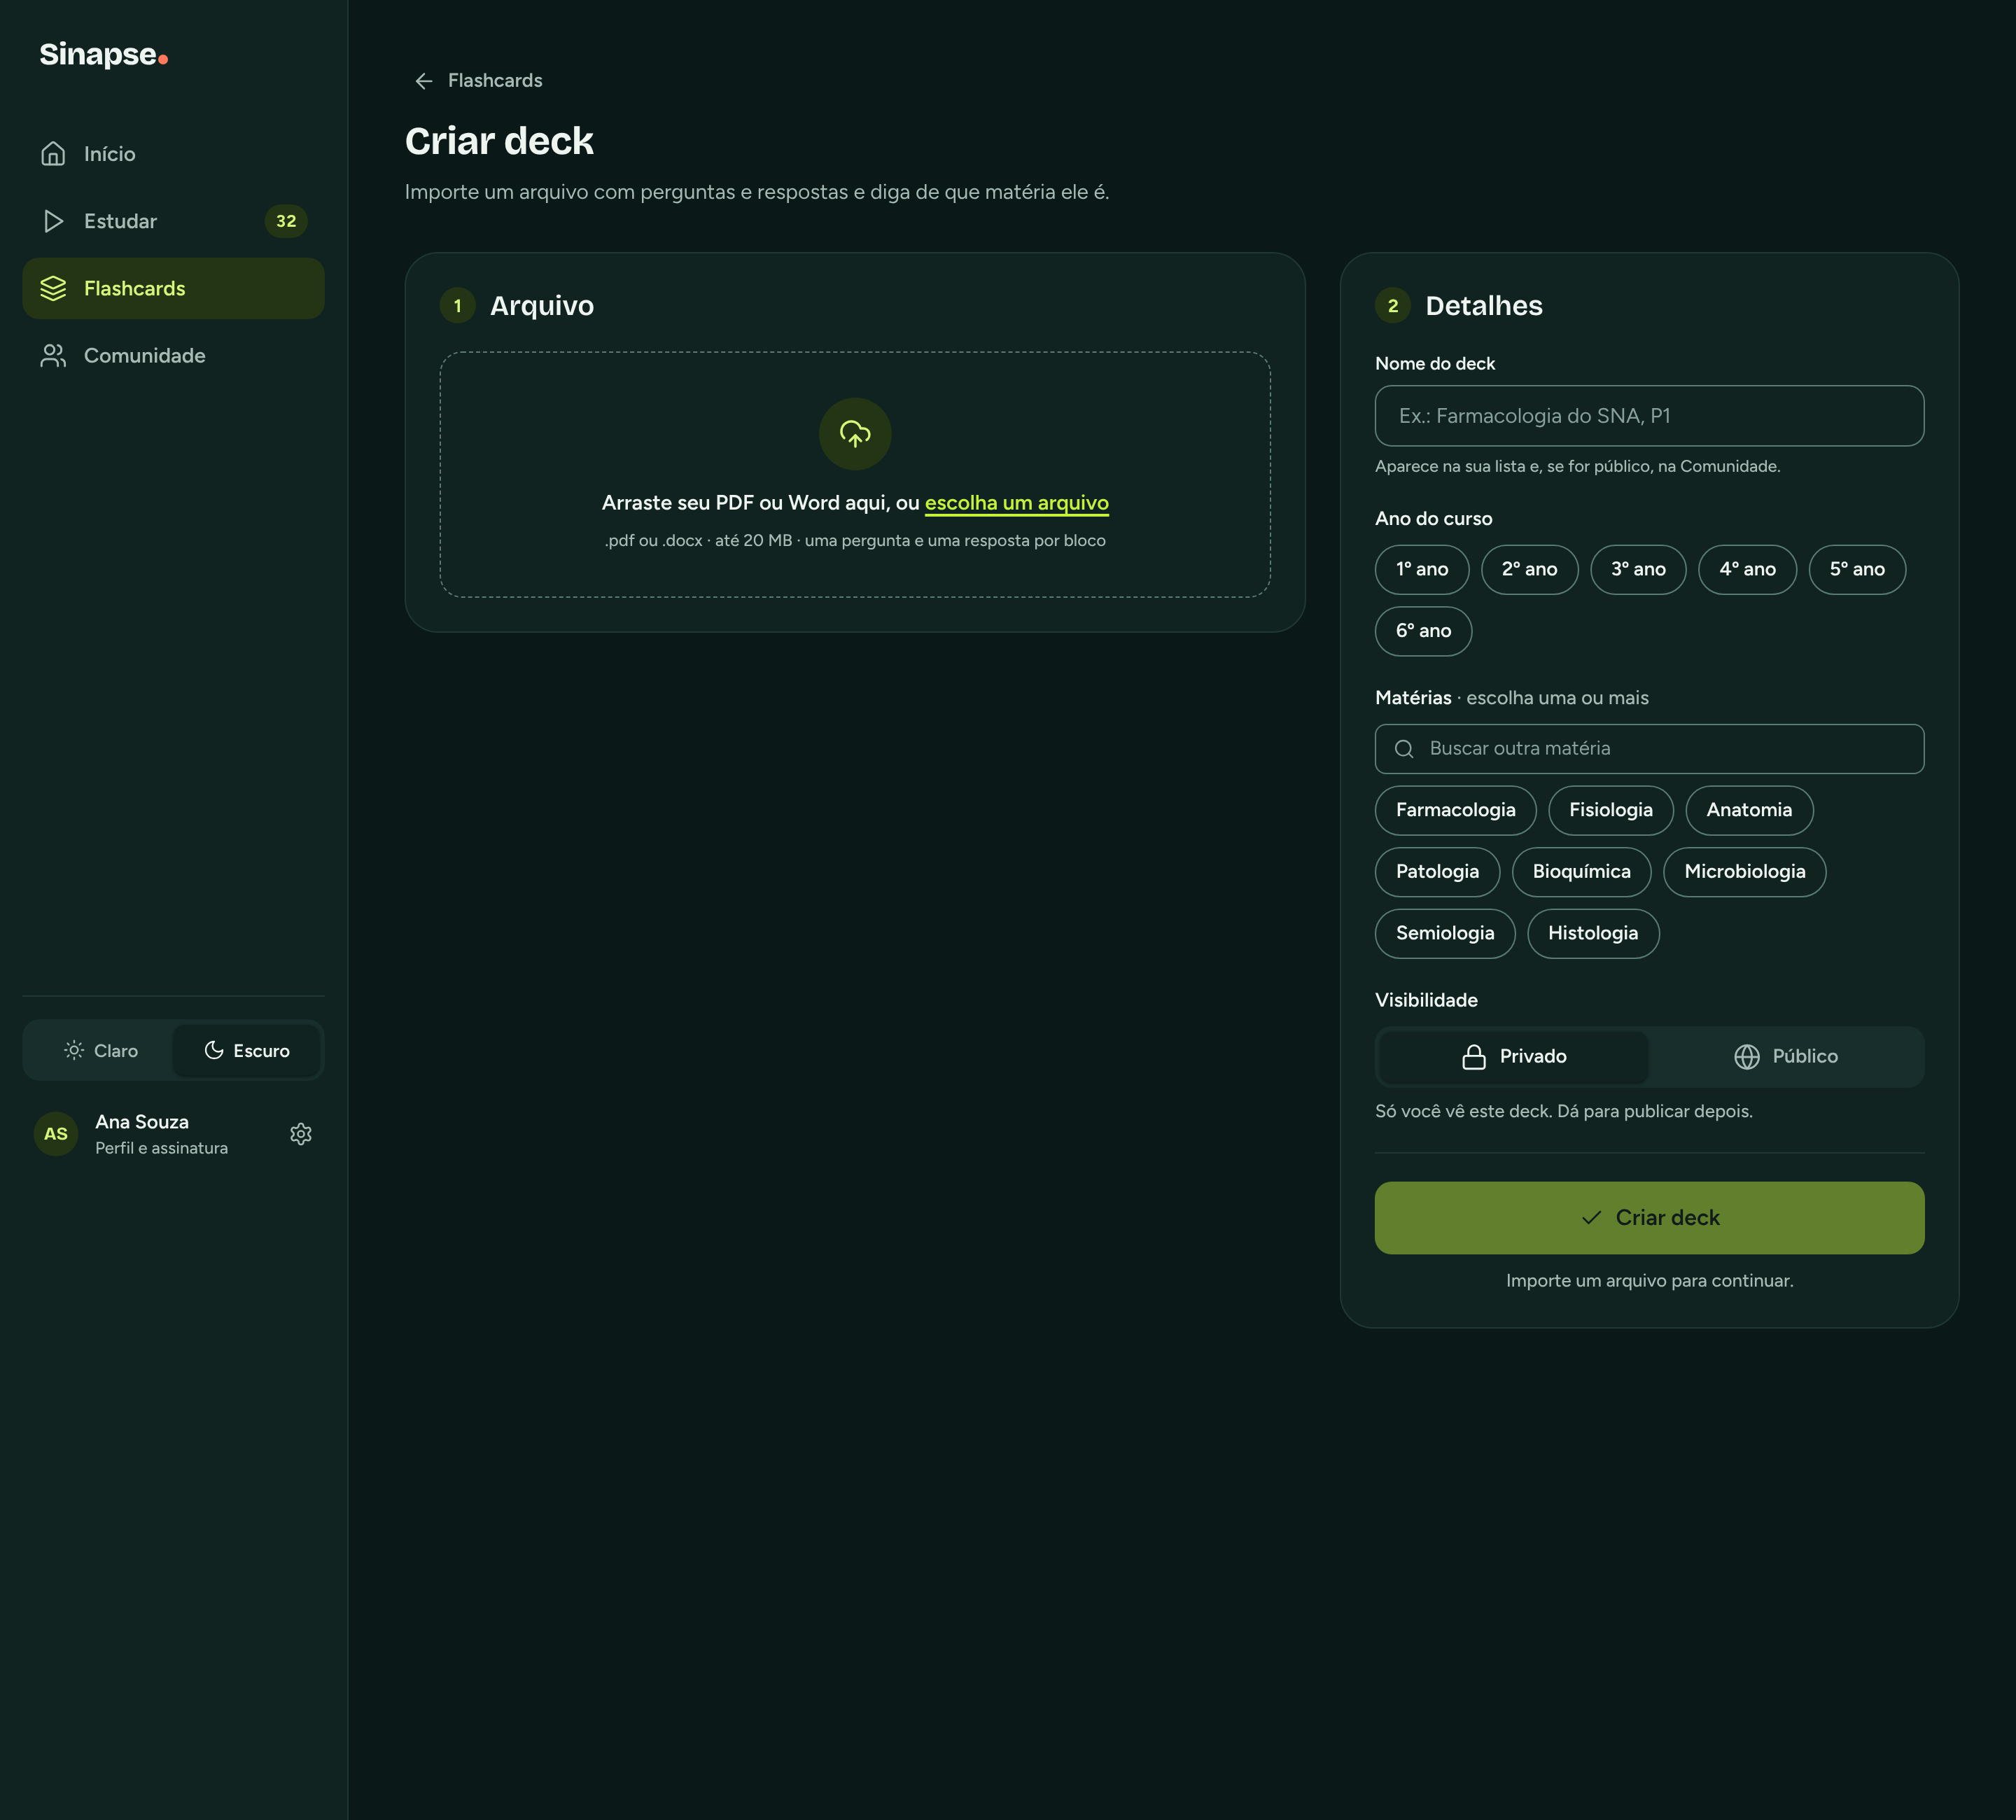 Sinapse.
Início
Estudar 32
Flashcards
Comunidade
Claro Escuro
AS Ana Souza
Perfil e assinatura
Flashcards
Criar deck
Importe um arquivo com perguntas e respostas e diga de que matéria ele é.
1 Arquivo
Arraste seu PDF ou Word aqui, ou escolha um arquivo
.pdf ou .docx · até 20 MB · uma pergunta e uma resposta por bloco
2 Detalhes
Nome do deck
Ex.: Farmacologia do SNA, P1
Aparece na sua lista e, se for público, na Comunidade.
Ano do curso
1º ano 2º ano 3º ano 4º ano 5º ano
6º ano
Matérias · escolha uma ou mais
Buscar outra matéria
Farmacologia Fisiologia Anatomia
Patologia Bioquímica Microbiologia
Semiologia Histologia
Visibilidade
Privado Público
Só você vê este deck. Dá para publicar depois.
Criar deck
Importe um arquivo para continuar.